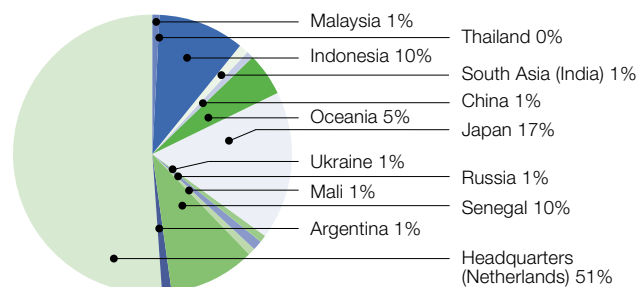 Malaysia 1%
Thailand 0%
Indonesia 10%
South Asia (India) 1%
China 1%
Oceania 5%
Japan 17%
Ukraine 1%
Russia 1%
Mali 1%
Senegal 10%
Argentina 1%
Headquarters
(Netherlands) 51%